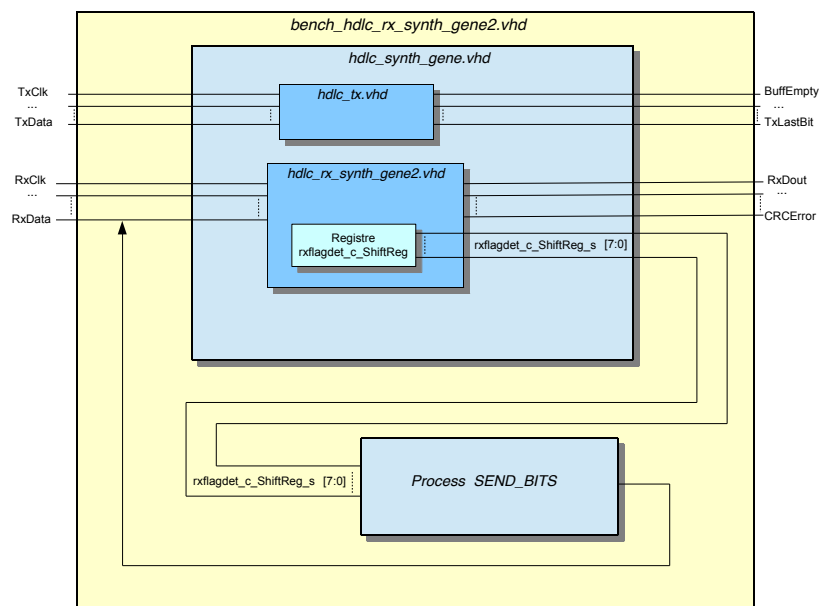 bench_hdlc_rx_synth_gene2.vhd
hdlc_synth_gene.vhd
TxClk
hdlc_tx.vhd
BuffEmpty
...
...
TxData
TxLastBit
RxClk
hdlc_rx_synth_gene2.vhd
RxDout
...
...
RxData
CRCError
Registre
rxflagdet_c_ShiftReg
rxflagdet_c_ShiftReg_s [7:0]
rxflagdet_c_ShiftReg_s [7:0]
Process SEND_BITS